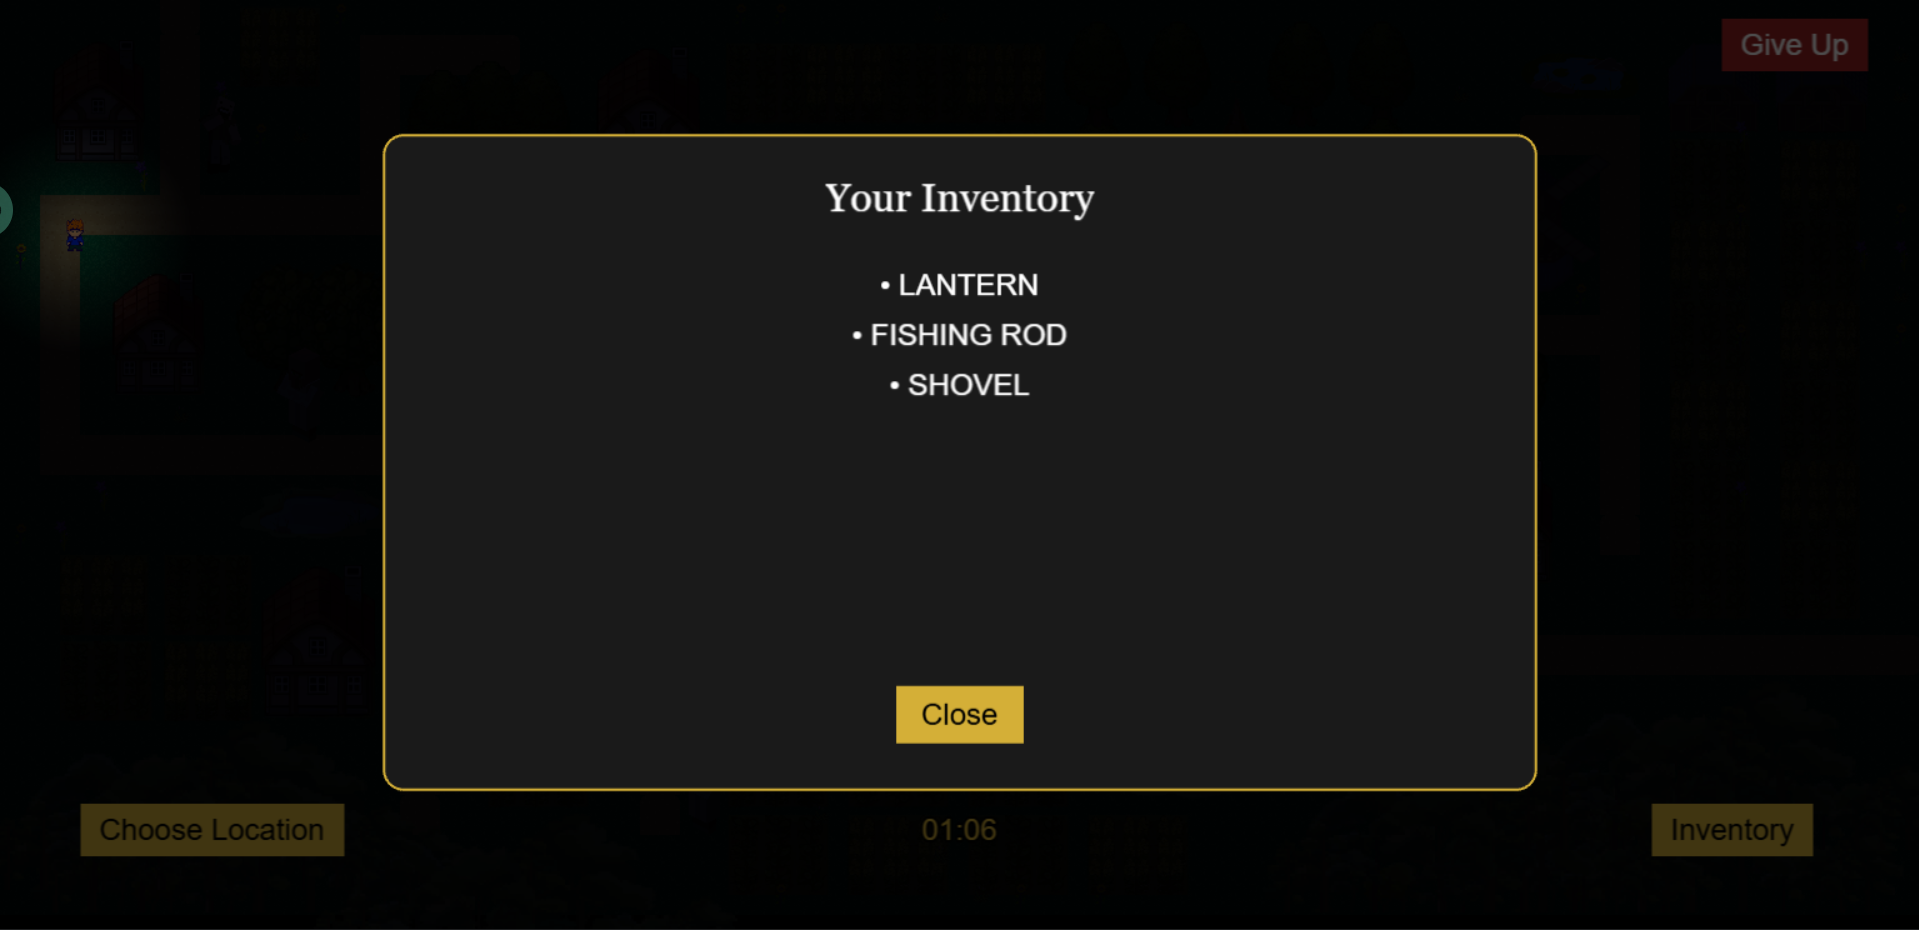 Give Up
Your Inventory
• LANTERN
• FISHING ROD
• SHOVEL
Close
Choose Location
01:06
Inventory